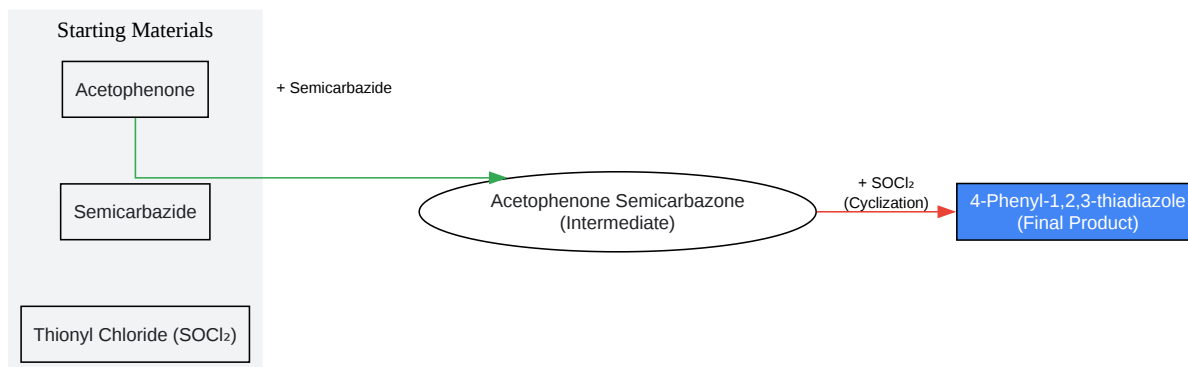 Starting Materials
Acetophenone
+ Semicarbazide
Semicarbazide
Acetophenone Semicarbazone
(Intermediate)
+ SOCl₂
(Cyclization)
4-Phenyl-1,2,3-thiadiazole
(Final Product)
Thionyl Chloride (SOCl₂)